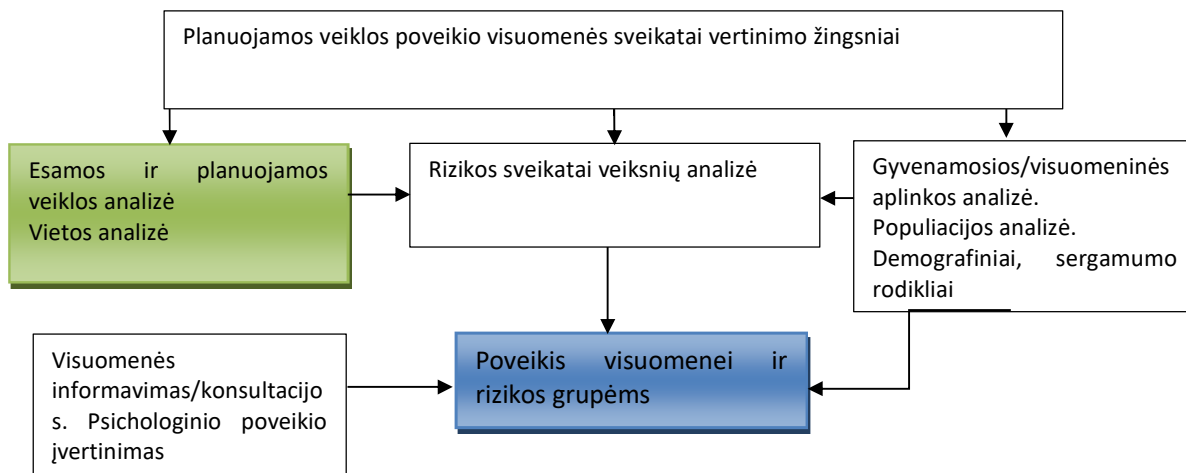 Planuojamos veiklos poveikio visuomenės sveikatai vertinimo žingsniai
Esamos ir planuojamos
veiklos analizė
Vietos analizė
Rizikos sveikatai veiksnių analizė
Gyvenamosios/visuomeninės
aplinkos analizė.
Populiacijos analizė.
Demografiniai, sergamumo
rodikliai
Visuomenės
informavimas/konsultacijo
s. Psichologinio poveikio
įvertinimas
Poveikis visuomenei ir
rizikos grupėms